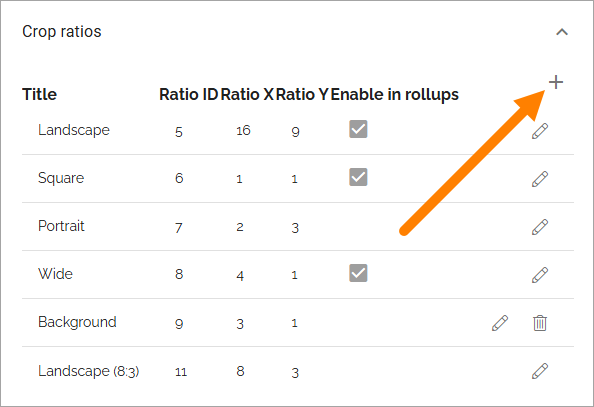 Crop ratios
Title Ratio ID Ratio X Ratio Y Enable in rollups
Landscape 5 16 9
Square 6 1 1
Portrait 7 2 3
Wide 8 4 1
Background 9 3 1
Landscape (8:3) 11 8 3